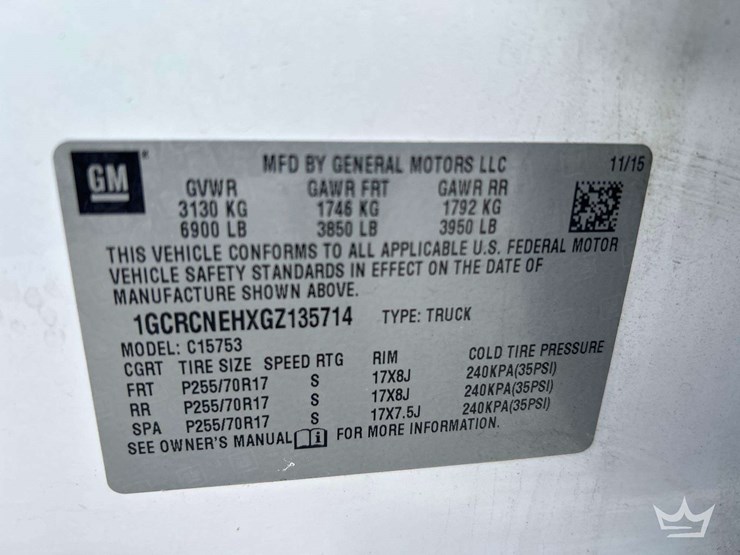 GM
MFD BY GENERAL MOTORS LLC 11/15
GVWR GAWR FRT GAWR RR
3130 KG 1746 KG 1792 KG
6900 LB 3850 LB 3950 LB
THIS VEHICLE CONFORMS TO ALL APPLICABLE U.S. FEDERAL MOTOR
VEHICLE SAFETY STANDARDS IN EFFECT ON THE DATE OF
MANUFACTURE SHOWN ABOVE.
1GCRCNEHXGZ135714 TYPE: TRUCK
MODEL: C15753
CGRT TIRE SIZE SPEED RTG RIM COLD TIRE PRESSURE
FRT P255/70R17 S 17X8J 240KPA(35PSI)
RR P255/70R17 S 17X8J 240KPA(35PSI)
SPA P255/70R17 S 17X7.5J 240KPA(35PSI)
SEE OWNER'S MANUAL i FOR MORE INFORMATION.